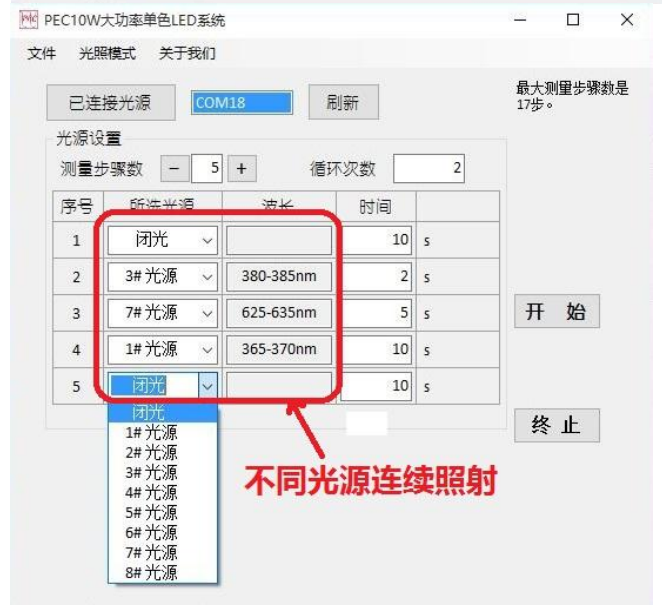 PEC10W大功率单色LED系统
文件 光照模式 关于我们
已连接光源 COM18 刷新
最大测量步骤数是
17步。
光源设置
测量步骤数 - 5 + 循环次数 2
序号 所选光源 波长 时间
1 闭光 10 s
2 3# 光源 380-385nm 2 s
3 7# 光源 625-635nm 5 s
4 1# 光源 365-370nm 10 s
5 闭光 10 s
开 始
终 止
闭光
1# 光源
2# 光源
3# 光源
4# 光源
5# 光源
6# 光源
7# 光源
8# 光源
不同光源连续照射